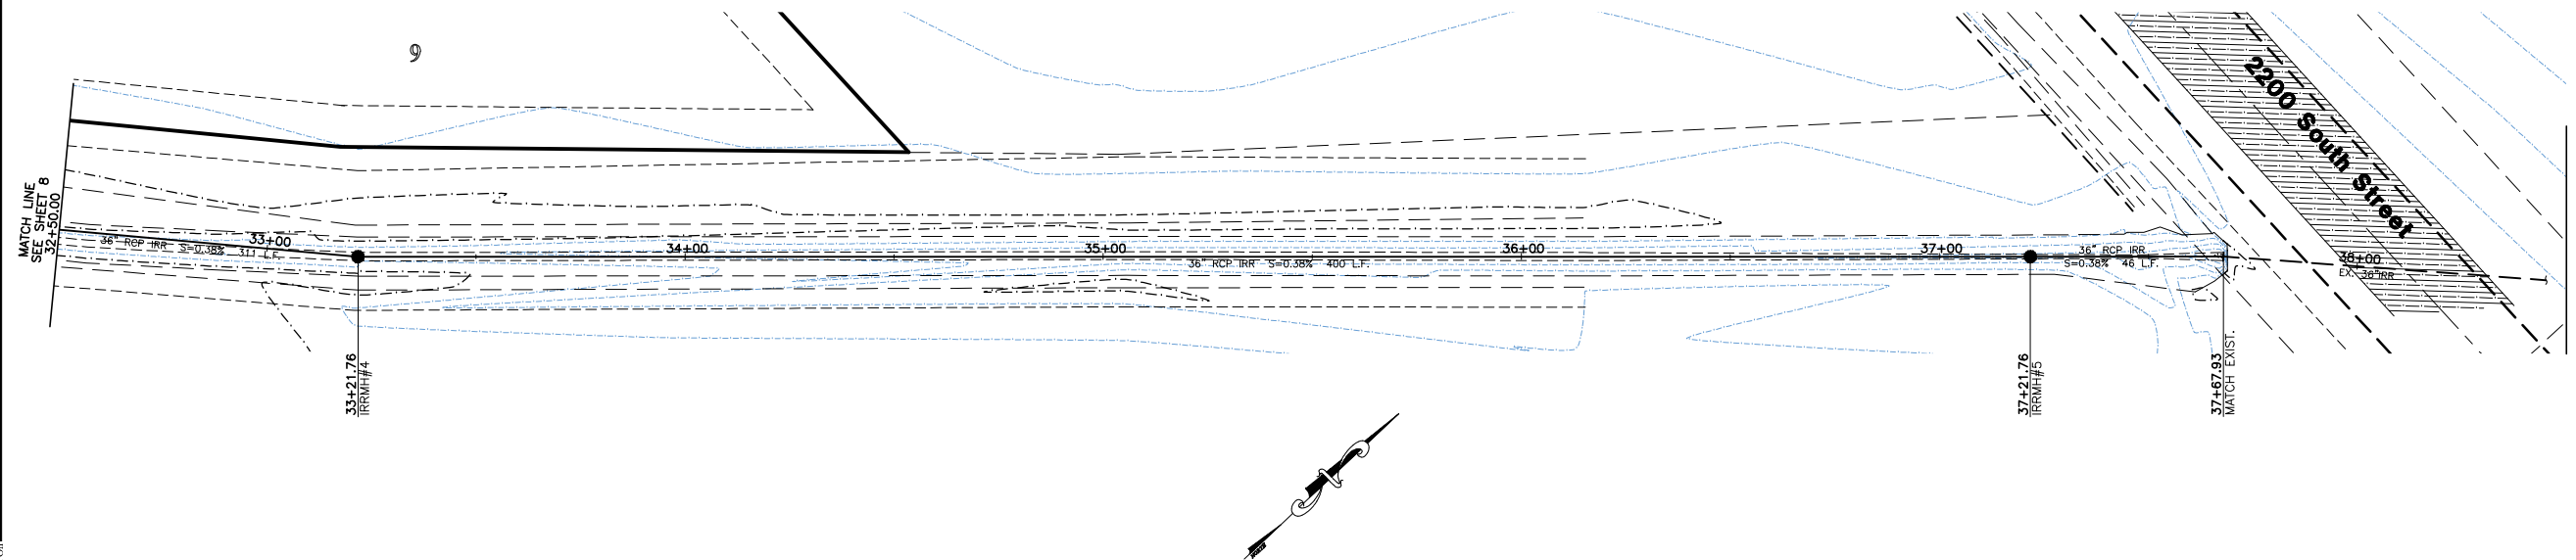 9
2200 South Street
MATCH LINE
SEE SHEET 8
32+50.00
36" RCP IRR S=0.38% 311 L.F.
33+00
34+00
35+00
36+00
37+00
38+00
36" RCP IRR S=0.38% 400 L.F.
36" RCP IRR
S=0.38% 46 L.F.
EX. 36"IRR
33+21.76
IRRMH#4
37+21.76
IRRMH#5
37+67.93
MATCH EXIST.